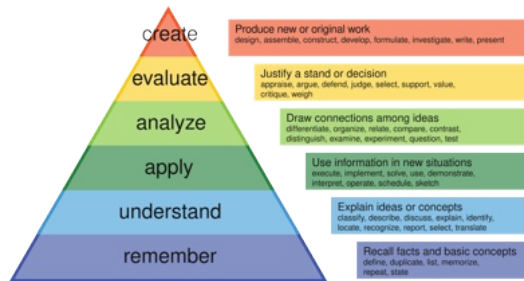 create
Produce new or original work
design, assemble, construct, develop, formulate, investigate, write, present
evaluate
Justify a stand or decision
appraise, argue, defend, judge, select, support, value,
critique, weigh
analyze
Draw connections among ideas
differentiate, organize, relate, compare, contrast,
distinguish, examine, experiment, question, test
apply
Use information in new situations
execute, implement, solve, use, demonstrate,
interpret, operate, schedule, sketch
understand
Explain ideas or concepts
classify, describe, discuss, explain, identify,
locate, recognize, report, select, translate
remember
Recall facts and basic concepts
define, duplicate, list, memorize,
repeat, state